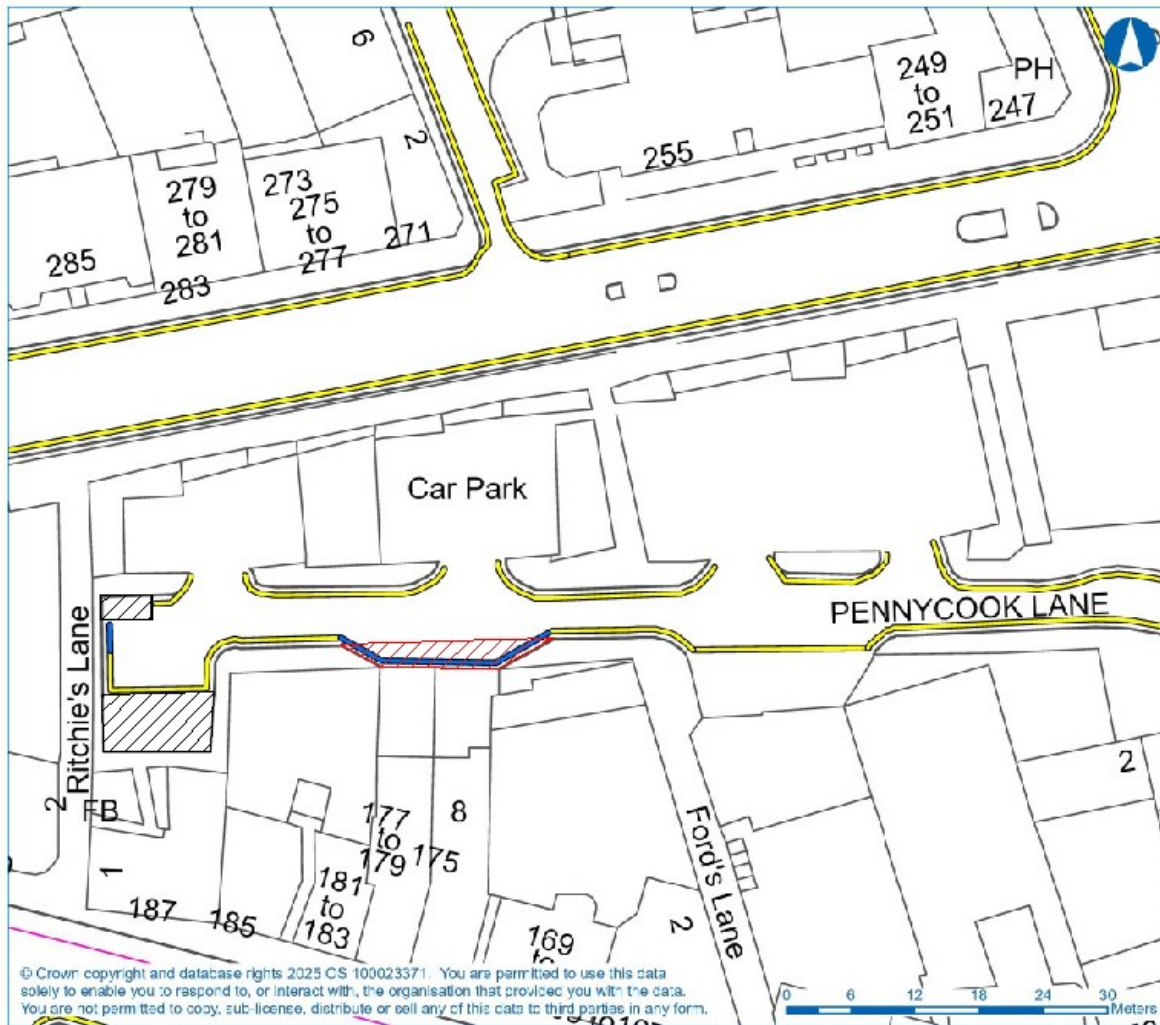 6
2
249
to
251
PH
247
255
279
to
281
283
285
273
275
to
277
271
Car Park
PENNYCOOK LANE
Ritchie's Lane
Ford's Lane
2
FB
1
187
185
181
to
183
177
to
179
175
8
169
2
2
© Crown copyright and database rights 2025 CS 100023371. You are permitted to use this data
solely to enable you to respond to, or interact with, the organisation that provided you with the data.
You are not permitted to copy, sub-license, distribute or sell any of this data to third parties in any form.
0 6 12 18 24 30
Meters